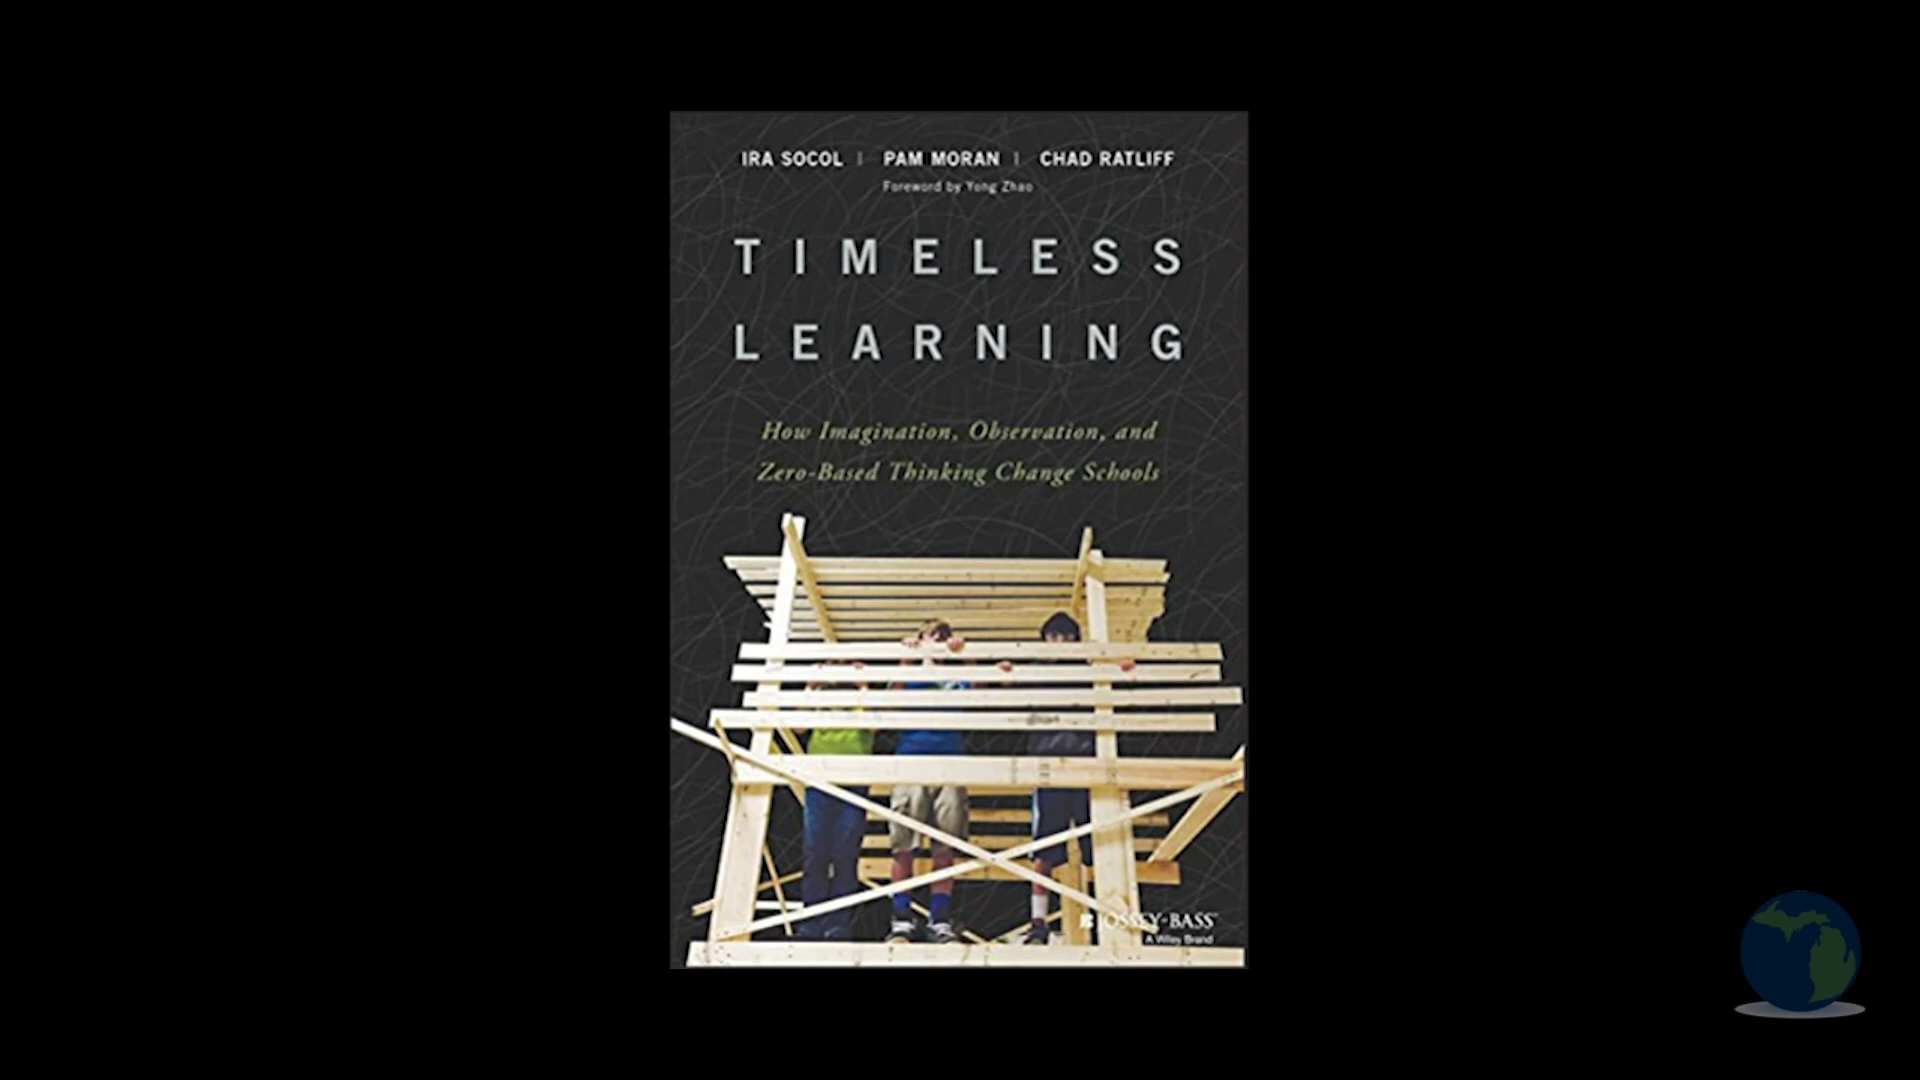 IRA SOCOL | PAM MORAN | CHAD RATLIFF
Foreword by Yong Zhao
TIMELESS
LEARNING
How Imagination, Observation, and
Zero-Based Thinking Change Schools
JOSSEY-BASS™
A Wiley Brand